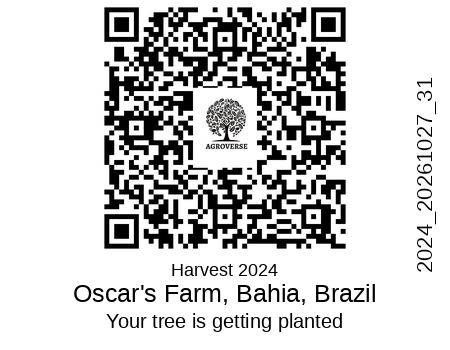 AGROVERSE
Harvest 2024
Oscar's Farm, Bahia, Brazil
Your tree is getting planted
2024_20261027_31